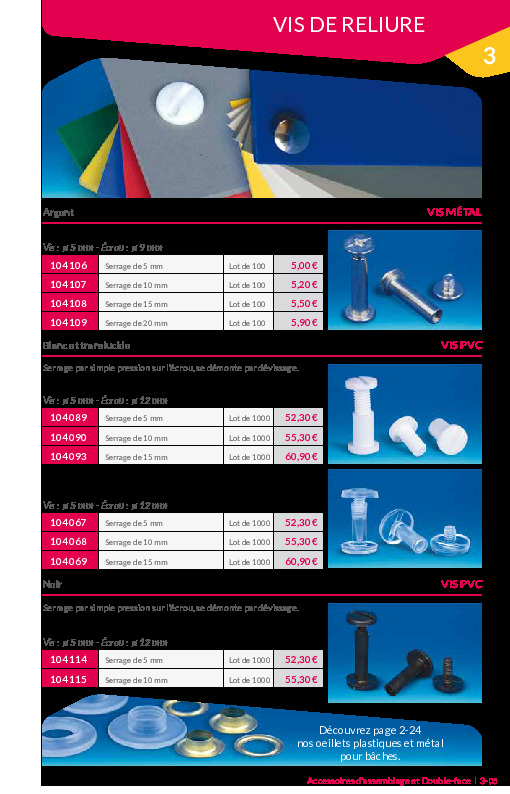 VIS DE RELIURE
3
Argent VIS MÉTAL
Vis : ø 5 mm - Écrou : ø 9 mm
104106 Serrage de 5 mm Lot de 100 5,00 €
104107 Serrage de 10 mm Lot de 100 5,20 €
104108 Serrage de 15 mm Lot de 100 5,50 €
104109 Serrage de 20 mm Lot de 100 5,90 €
Blanc et translucide VIS PVC
Serrage par simple pression sur l'écrou, se démonte par dévissage.
Vis : ø 5 mm - Écrou : ø 12 mm
104089 Serrage de 5 mm Lot de 1000 52,30 €
104090 Serrage de 10 mm Lot de 1000 55,30 €
104093 Serrage de 15 mm Lot de 1000 60,90 €
Vis : ø 5 mm - Écrou : ø 12 mm
104067 Serrage de 5 mm Lot de 1000 52,30 €
104068 Serrage de 10 mm Lot de 1000 55,30 €
104069 Serrage de 15 mm Lot de 1000 60,90 €
Noir VIS PVC
Serrage par simple pression sur l'écrou, se démonte par dévissage.
Vis : ø 5 mm - Écrou : ø 12 mm
104114 Serrage de 5 mm Lot de 1000 52,30 €
104115 Serrage de 10 mm Lot de 1000 55,30 €
Découvrez page 2-24
nos oeillets plastiques et métal
pour bâches.
Accessoires d'assemblage et Double-face | 3-05